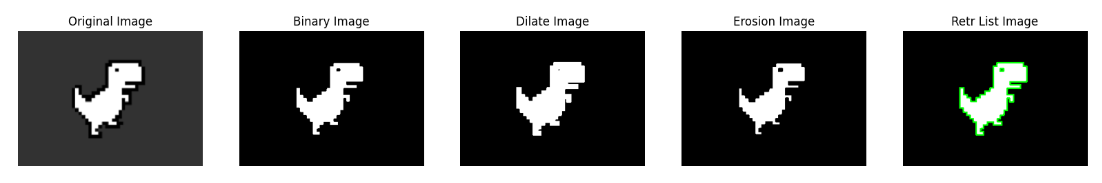 Original Image
Binary Image
Dilate Image
Erosion Image
Retr List Image